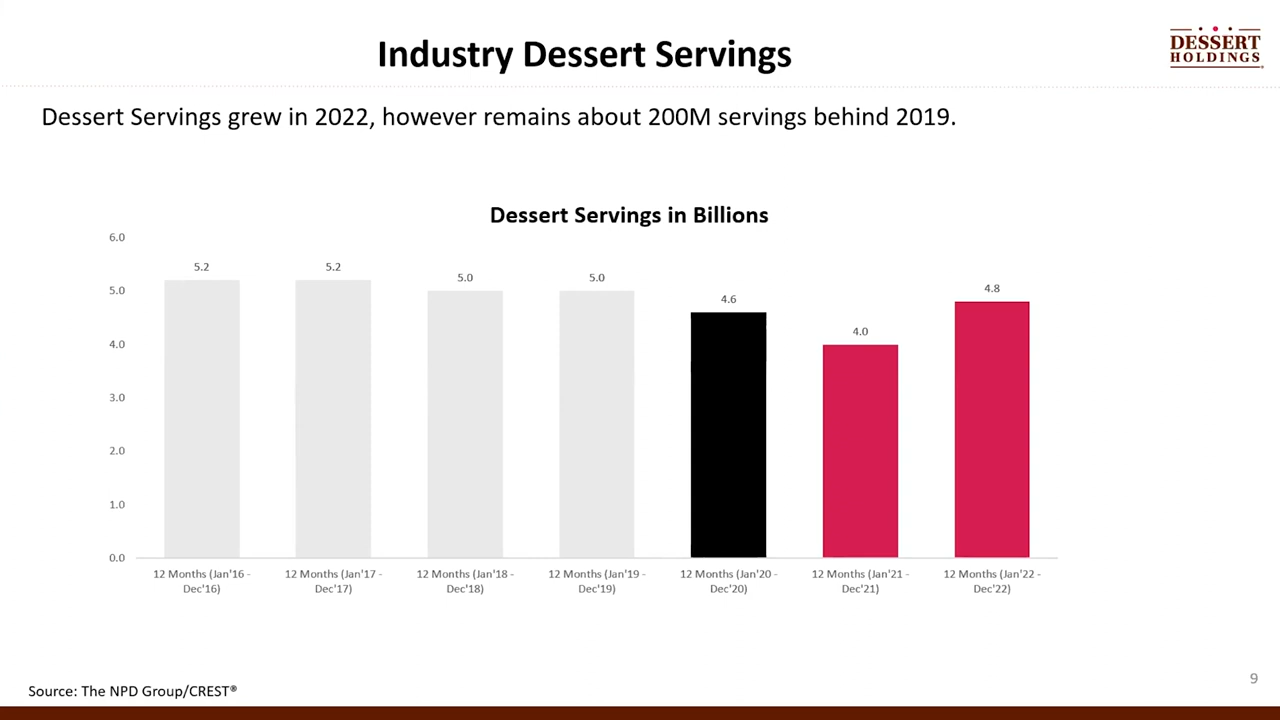 Industry Dessert Servings
DESSERT
HOLDINGS
Dessert Servings grew in 2022, however remains about 200M servings behind 2019.
Dessert Servings in Billions
6.0
5.0
4.0
3.0
2.0
1.0
0.0
5.2
5.2
5.0
5.0
4.6
4.0
4.8
12 Months (Jan'16 -
Dec'16)
12 Months (Jan'17 -
Dec'17)
12 Months (Jan'18 -
Dec'18)
12 Months (Jan'19 -
Dec'19)
12 Months (Jan'20 -
Dec'20)
12 Months (Jan'21 -
Dec'21)
12 Months (Jan'22 -
Dec'22)
Source: The NPD Group/CREST®
9